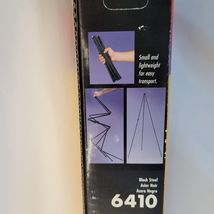 Small and
lightweight
for easy
transport.
Black Steel
Acier Noir
Acero Negro
6410